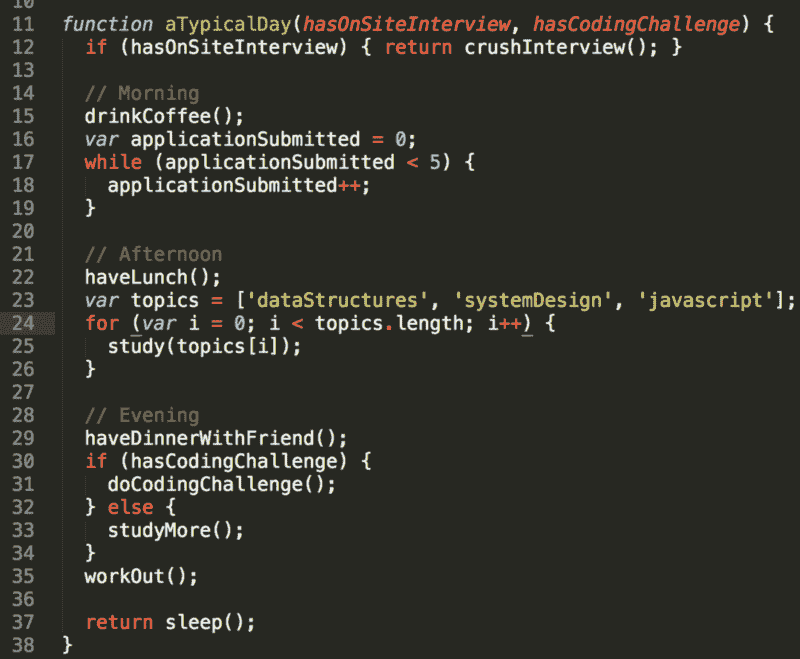 10
11 function aTypicalDay(hasOnSiteInterview, hasCodingChallenge) {
12   if (hasOnSiteInterview) { return crushInterview(); }
13
14   // Morning
15   drinkCoffee();
16   var applicationSubmitted = 0;
17   while (applicationSubmitted < 5) {
18     applicationSubmitted++;
19   }
20
21   // Afternoon
22   haveLunch();
23   var topics = ['dataStructures', 'systemDesign', 'javascript'];
24   for (var i = 0; i < topics.length; i++) {
25     study(topics[i]);
26   }
27
28   // Evening
29   haveDinnerWithFriend();
30   if (hasCodingChallenge) {
31     doCodingChallenge();
32   } else {
33     studyMore();
34   }
35   workOut();
36
37   return sleep();
38 }